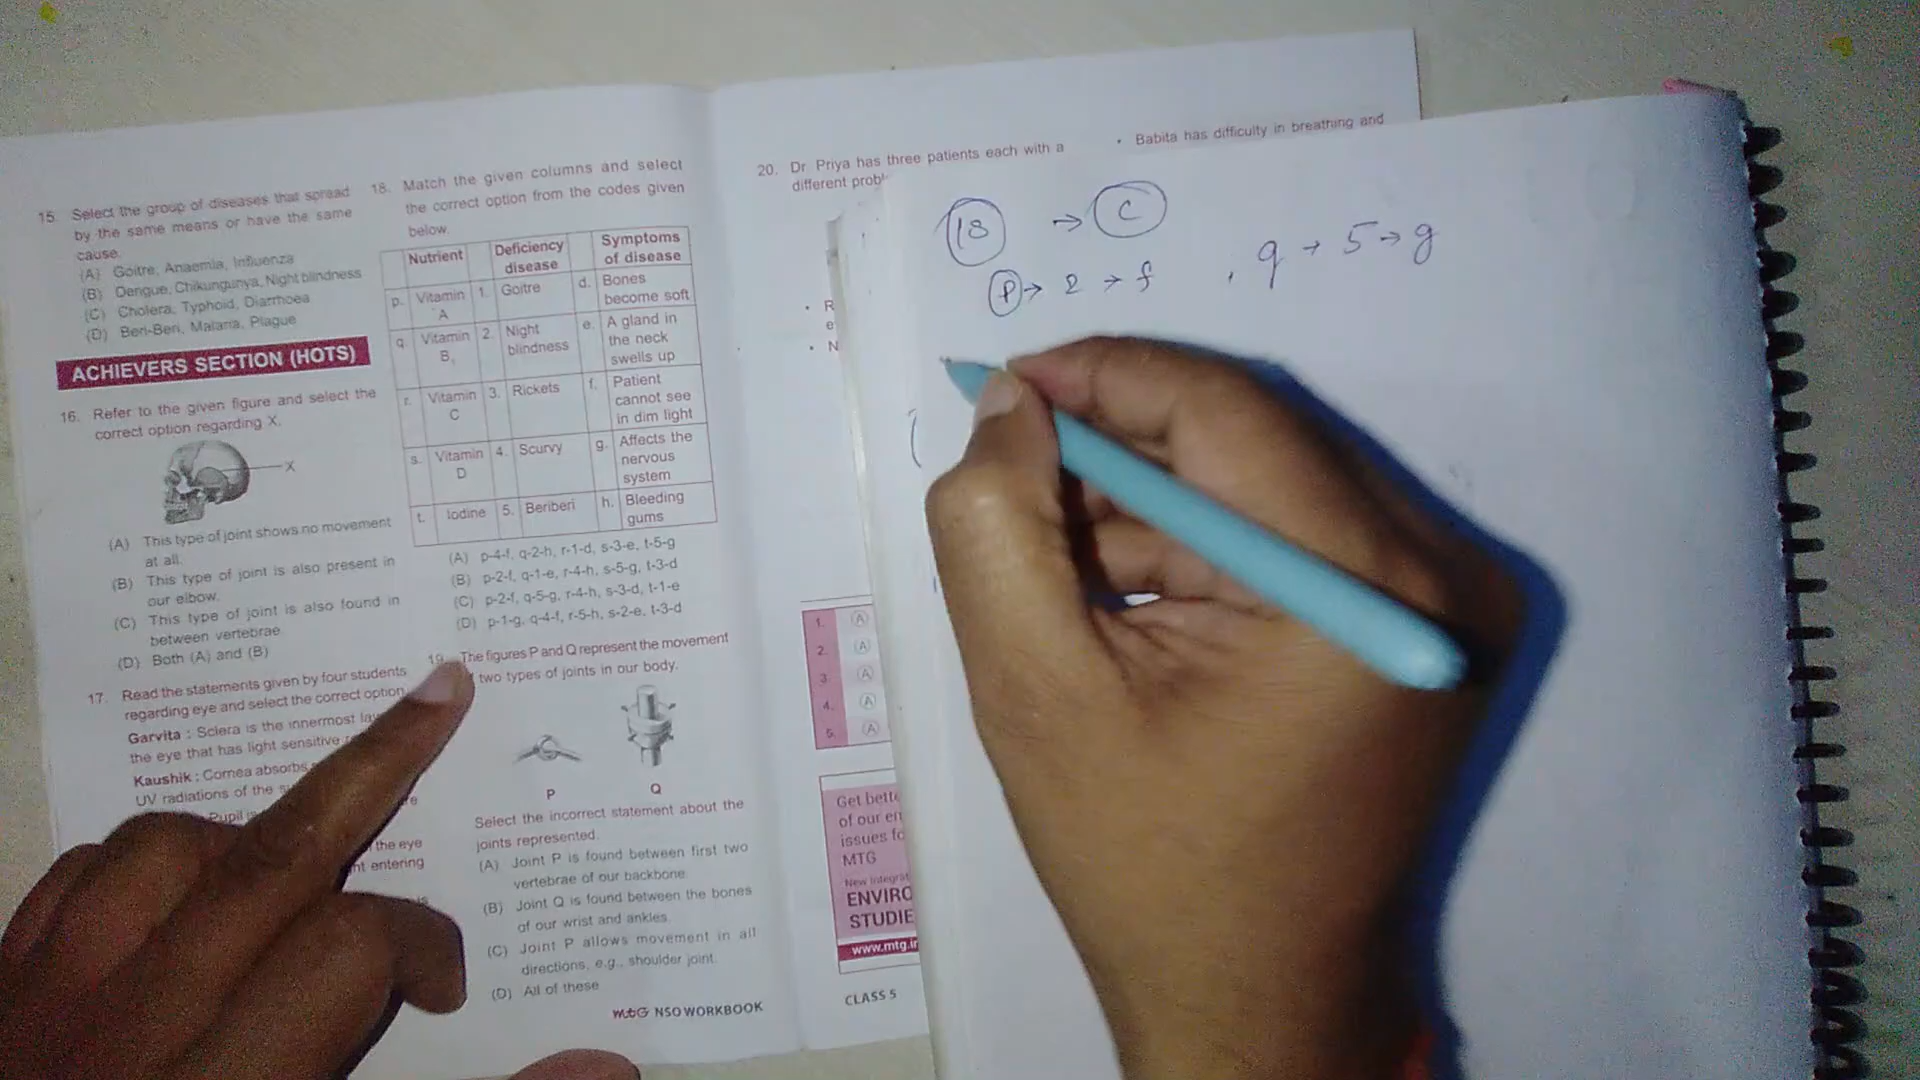 15. Select the group of diseases that spread
by the same means or have the same
cause.
(A) Goitre, Anaemia, Influenza
(B) Dengue, Chikungunya, Night blindness
(C) Cholera, Typhoid, Diarrhoea
(D) Beri-Beri, Malaria, Plague
ACHIEVERS SECTION (HOTS)
16. Refer to the given figure and select the
correct option regarding X.
X
(A) This type of joint shows no movement
at all.
(B) This type of joint is also present in
our elbow.
(C) This type of joint is also found in
between vertebrae.
(D) Both (A) and (B)
17. Read the statements given by four students
regarding eye and select the correct option.
Garvita : Sclera is the innermost
the eye that has light sensitive
Kaushik : Cornea absorbs
UV radiations of the
Pupil
the eye
entering
18. Match the given columns and select
the correct option from the codes given
below.
Nutrient Deficiency disease Symptoms of disease
p. Vitamin A 1. Goitre d. Bones become soft
q. Vitamin B1 2. Night blindness e. A gland in the neck swells up
r. Vitamin C 3. Rickets f. Patient cannot see in dim light
s. Vitamin D 4. Scurvy g. Affects the nervous system
t. Iodine 5. Beriberi h. Bleeding gums
(A) p-4-f, q-2-h, r-1-d, s-3-e, t-5-g
(B) p-2-f, q-1-e, r-4-h, s-5-g, t-3-d
(C) p-2-f, q-5-g, r-4-h, s-3-d, t-1-e
(D) p-1-g, q-4-f, r-5-h, s-2-e, t-3-d
19. The figures P and Q represent the movement
two types of joints in our body.
P Q
Select the incorrect statement about the
joints represented.
(A) Joint P is found between first two
vertebrae of our backbone.
(B) Joint Q is found between the bones
of our wrist and ankles.
(C) Joint P allows movement in all
directions, e.g., shoulder joint.
(D) All of these
mtG NSO WORKBOOK
20. Dr Priya has three patients each with a
different
• Babita has difficulty in breathing and
1. A
2. A
3. A
4. A
5. A
Get
of our
issues
MTG
New
ENVIRO
STUDIE
www.mtg.i
CLASS 5
18 → C
P → 2 → f , q → 5 → g